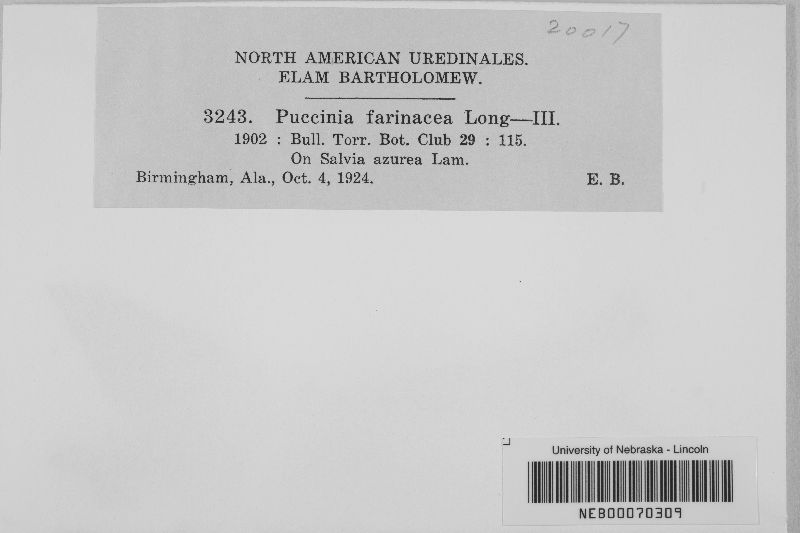 20017
NORTH AMERICAN UREDINALES.
ELAM BARTHOLOMEW.
3243. Puccinia farinacea Long—III.
1902 : Bull. Torr. Bot. Club 29 : 115.
On Salvia azurea Lam.
Birmingham, Ala., Oct. 4, 1924. E. B.
University of Nebraska - Lincoln
NEB00070309